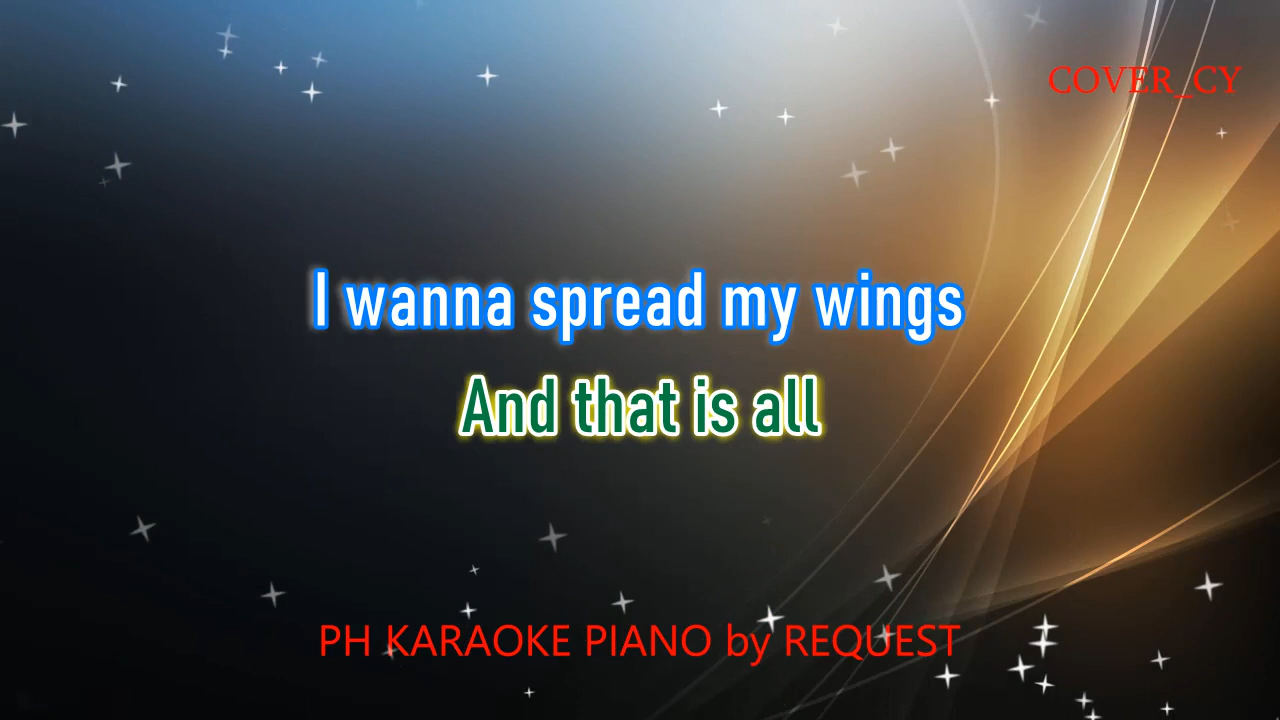 COVER_CY
I wanna spread my wings
And that is all
PH KARAOKE PIANO by REQUEST